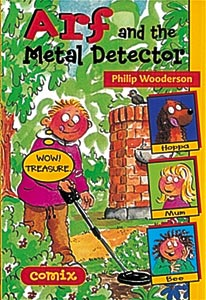 Arf and the
Metal Detector
Philip Wooderson
WOW!
TREASURE
Hoppa
Mum
Bee
comix